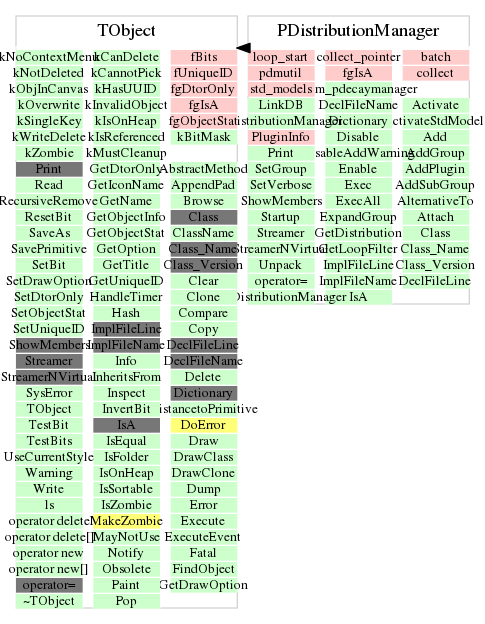 TObject PDistributionManager
kNoContextMenu kCanDelete fBits loop_start collect_pointer batch
kNotDeleted kCannotPick fUniqueID pdmutil fgIsA collect
kObjInCanvas kHasUUID fgDtorOnly std_models m_pdecaymanager
kOverwrite kInvalidObject fgIsA LinkDB DeclFileName Activate
kSingleKey kIsOnHeap fgObjectStat Dictionary
kWriteDelete kIsReferenced kBitMask PluginInfo Disable Add
kZombie kMustCleanup Print AddGroup
Print GetDtorOnly AbstractMethod SetGroup Enable AddPlugin
Read GetIconName AppendPad SetVerbose Exec AddSubGroup
RecursiveRemove GetName Browse ShowMembers ExecAll AlternativeTo
ResetBit GetObjectInfo Class Startup ExpandGroup Attach
SaveAs GetObjectStat ClassName Streamer GetDistribution Class
SavePrimitive GetOption Class_Name StreamerNVirtual GetLoopFilter Class_Name
SetBit GetTitle Class_Version Unpack ImplFileLine Class_Version
SetDrawOption GetUniqueID Clear operator= ImplFileName DeclFileLine
SetDtorOnly HandleTimer Clone DistributionManager IsA
SetObjectStat Hash Compare
SetUniqueID ImplFileLine Copy
ShowMembers ImplFileName DeclFileLine
Streamer Info DeclFileName
StreamerNVirtual InheritsFrom Delete
SysError Inspect Dictionary
TObject InvertBit istancetoPrimitive
TestBit IsA DoError
TestBits IsEqual Draw
UseCurrentStyle IsFolder DrawClass
Warning IsOnHeap DrawClone
Write IsSortable Dump
ls IsZombie Error
operator delete MakeZombie Execute
operator delete[] MayNotUse ExecuteEvent
operator new Notify Fatal
operator new[] Obsolete FindObject
operator= Paint GetDrawOption
~TObject Pop